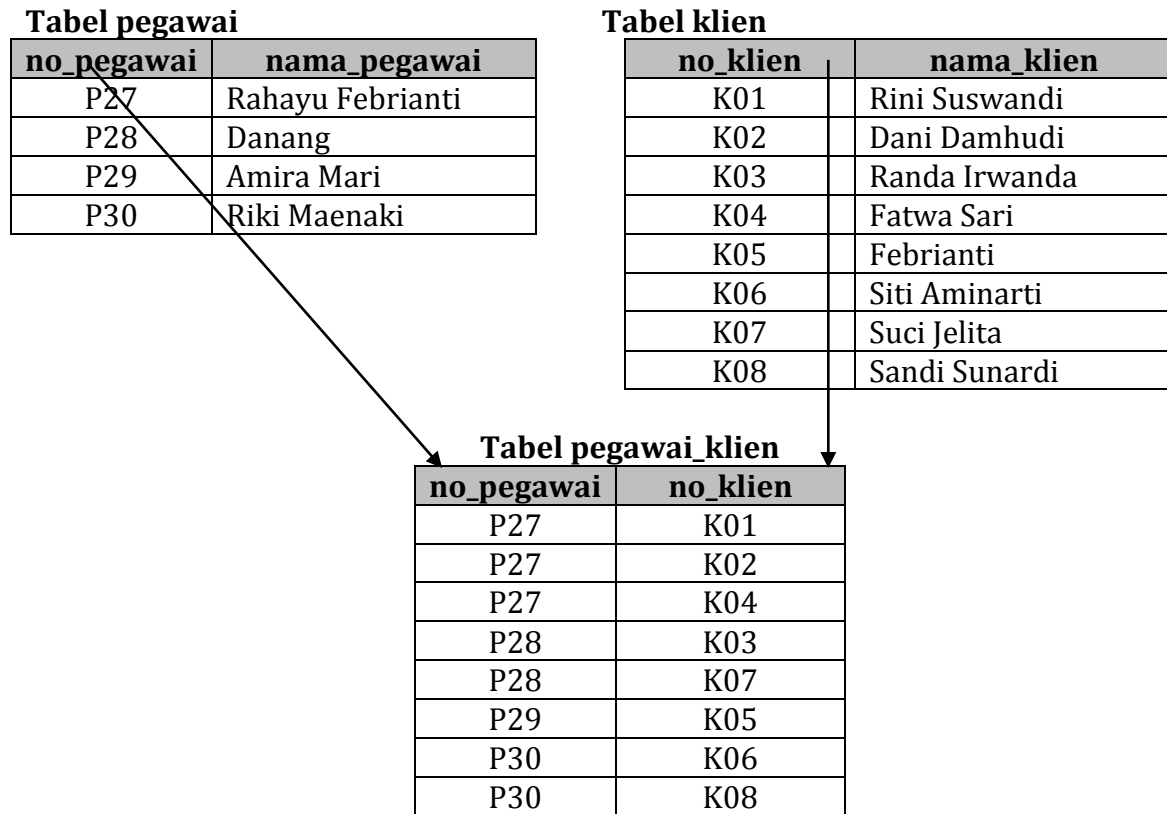 Tabel pegawai
no_pegawai nama_pegawai
P27 Rahayu Febrianti
P28 Danang
P29 Amira Mari
P30 Riki Maenaki
Tabel klien
no_klien nama_klien
K01 Rini Suswandi
K02 Dani Damhudi
K03 Randa Irwanda
K04 Fatwa Sari
K05 Febrianti
K06 Siti Aminarti
K07 Suci Jelita
K08 Sandi Sunardi
Tabel pegawai_klien
no_pegawai no_klien
P27 K01
P27 K02
P27 K04
P28 K03
P28 K07
P29 K05
P30 K06
P30 K08